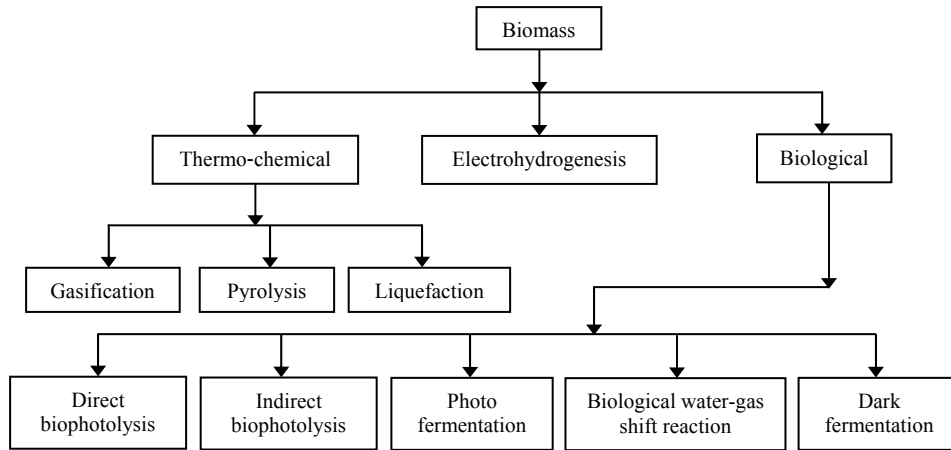 Biomass
Thermo-chemical
Electrohydrogenesis
Biological
Gasification
Pyrolysis
Liquefaction
Direct
biophotolysis
Indirect
biophotolysis
Photo
fermentation
Biological water-gas
shift reaction
Dark
fermentation